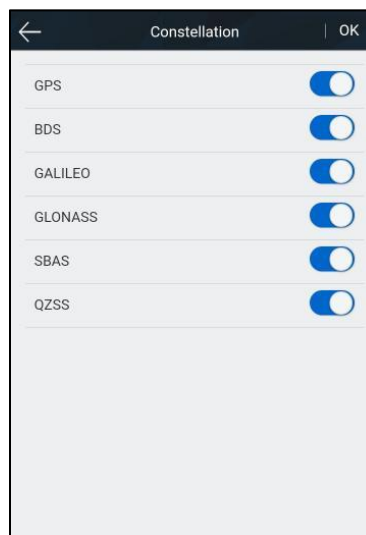 Constellation | OK
GPS
BDS
GALILEO
GLONASS
SBAS
QZSS